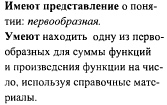 Имеют представление о поня-
тии: первообразная.
Умеют находить одну из перво-
образных для суммы функций
и произведения функции на чис-
ло, используя справочные мате-
риалы.